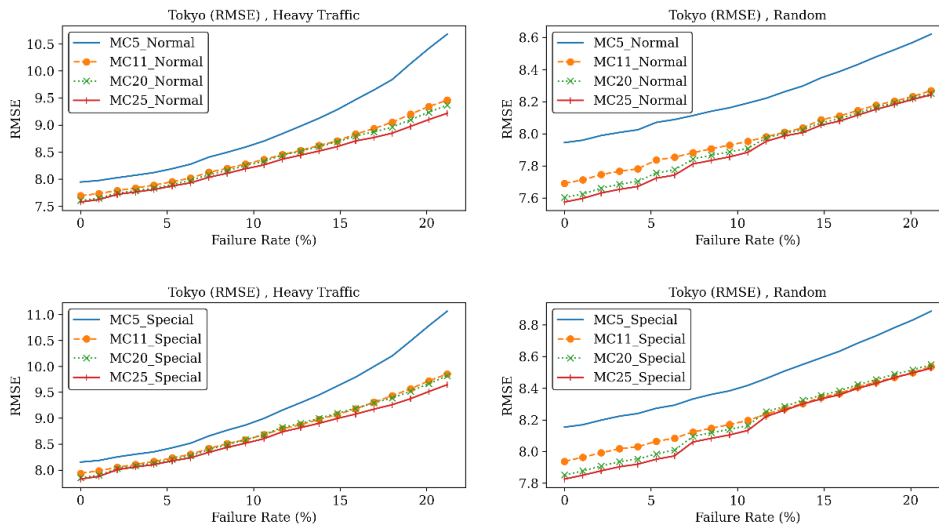 Tokyo (RMSE) , Heavy Traffic
10.5
10.0
9.5
9.0
8.5
8.0
7.5
RMSE
MC5_Normal
MC11_Normal
MC20_Normal
MC25_Normal
0 5 10 15 20
Failure Rate (%)
Tokyo (RMSE) , Random
8.6
8.4
8.2
8.0
7.8
7.6
RMSE
MC5_Normal
MC11_Normal
MC20_Normal
MC25_Normal
0 5 10 15 20
Failure Rate (%)
Tokyo (RMSE) , Heavy Traffic
11.0
10.5
10.0
9.5
9.0
8.5
8.0
RMSE
MC5_Special
MC11_Special
MC20_Special
MC25_Special
0 5 10 15 20
Failure Rate (%)
Tokyo (RMSE) , Random
8.8
8.6
8.4
8.2
8.0
7.8
RMSE
MC5_Special
MC11_Special
MC20_Special
MC25_Special
0 5 10 15 20
Failure Rate (%)